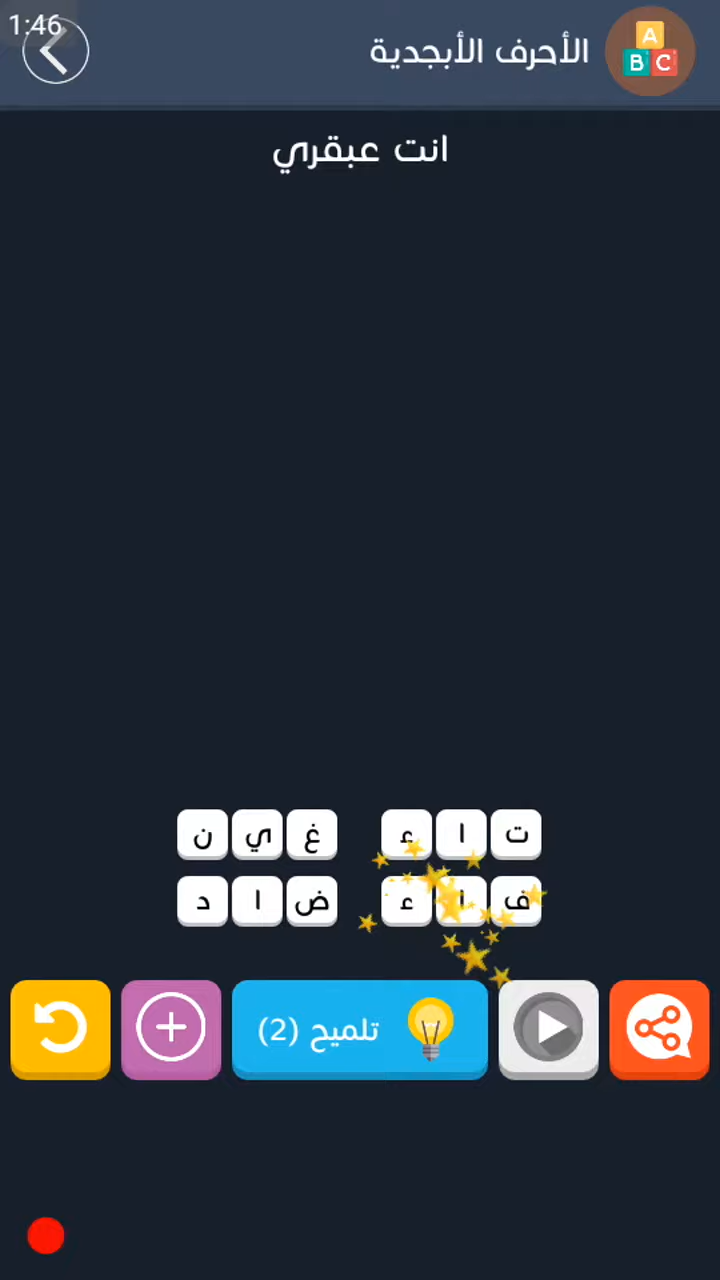 1:46
الأحرف الأبجدية
A
B C
انت عبقري
ت ا ء غ ي ن
ف ا ء ض ا د
تلميح (2)